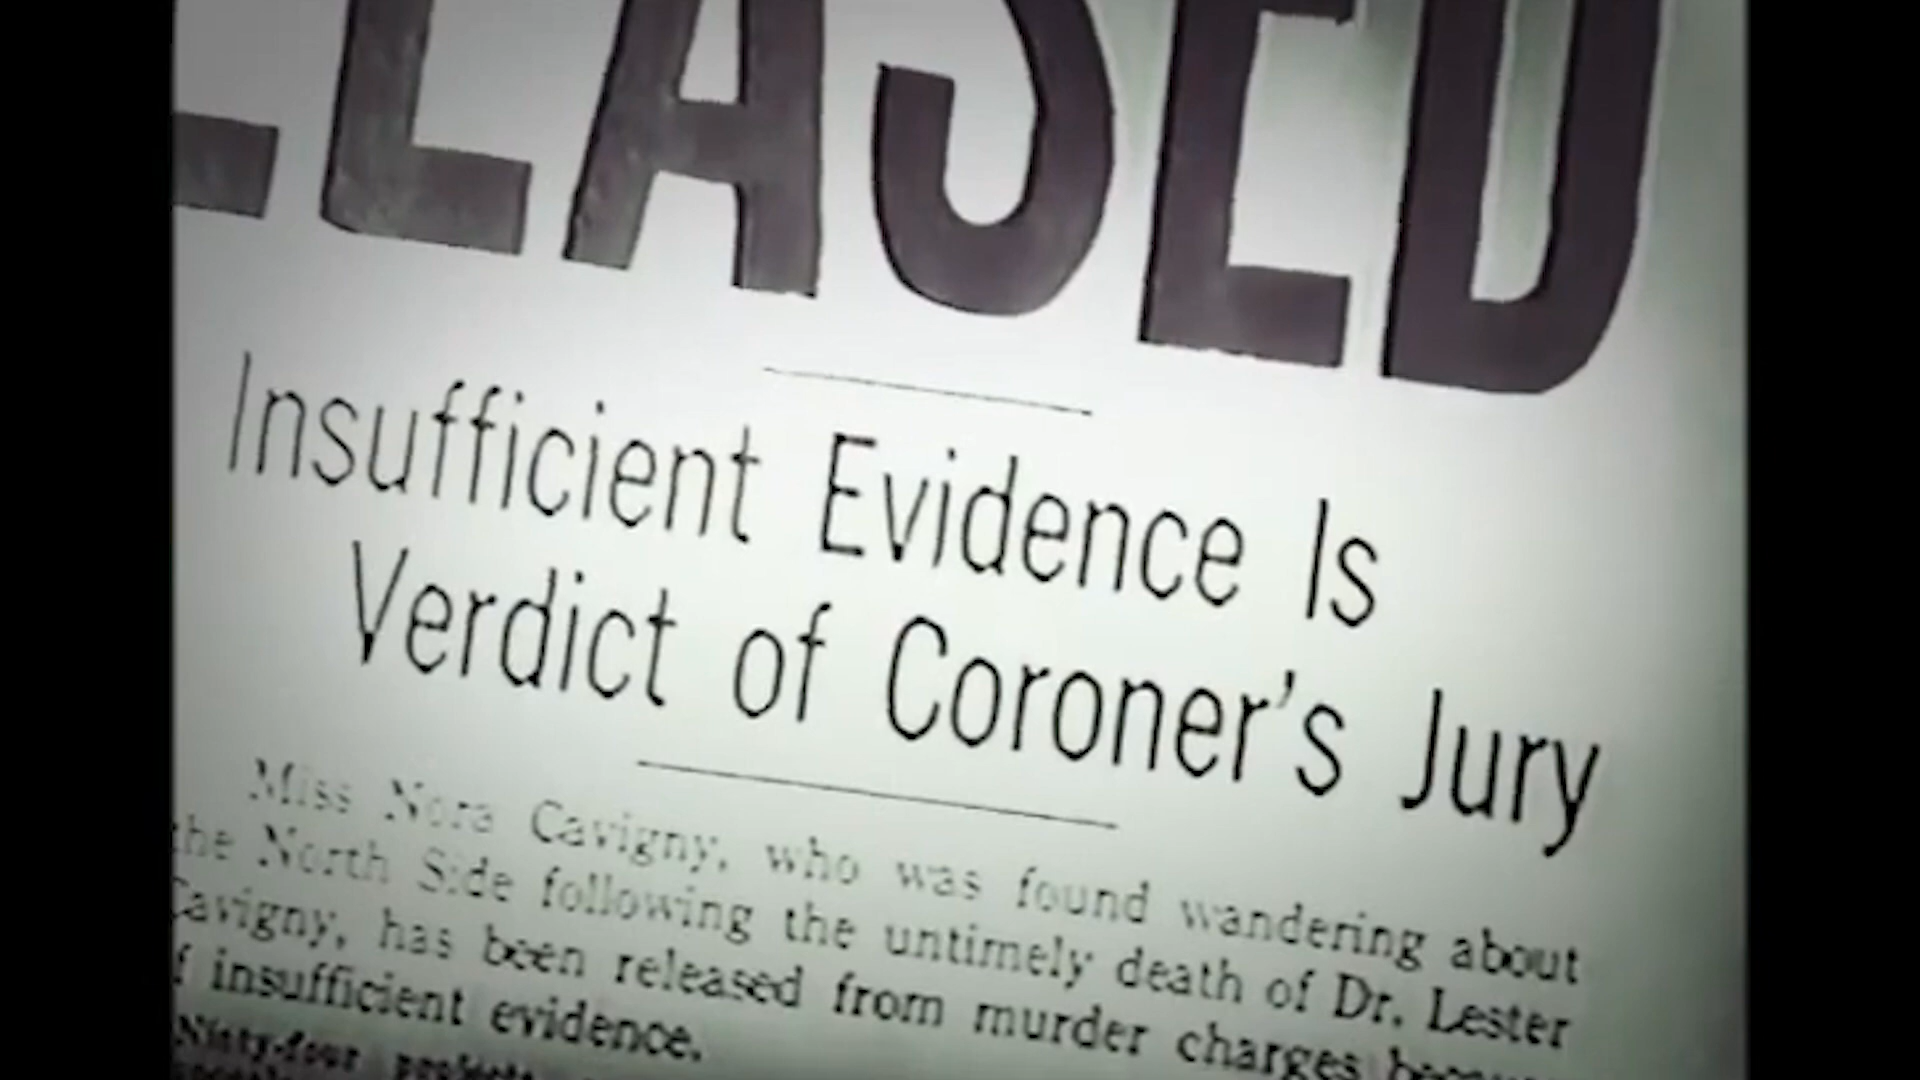 LEASED
Insufficient Evidence Is
Verdict of Coroner's Jury
Miss Nora Cavigny, who was found wandering about
the North Side following the untimely death of Dr. Lester
Cavigny, has been released from murder charges
insufficient evidence.